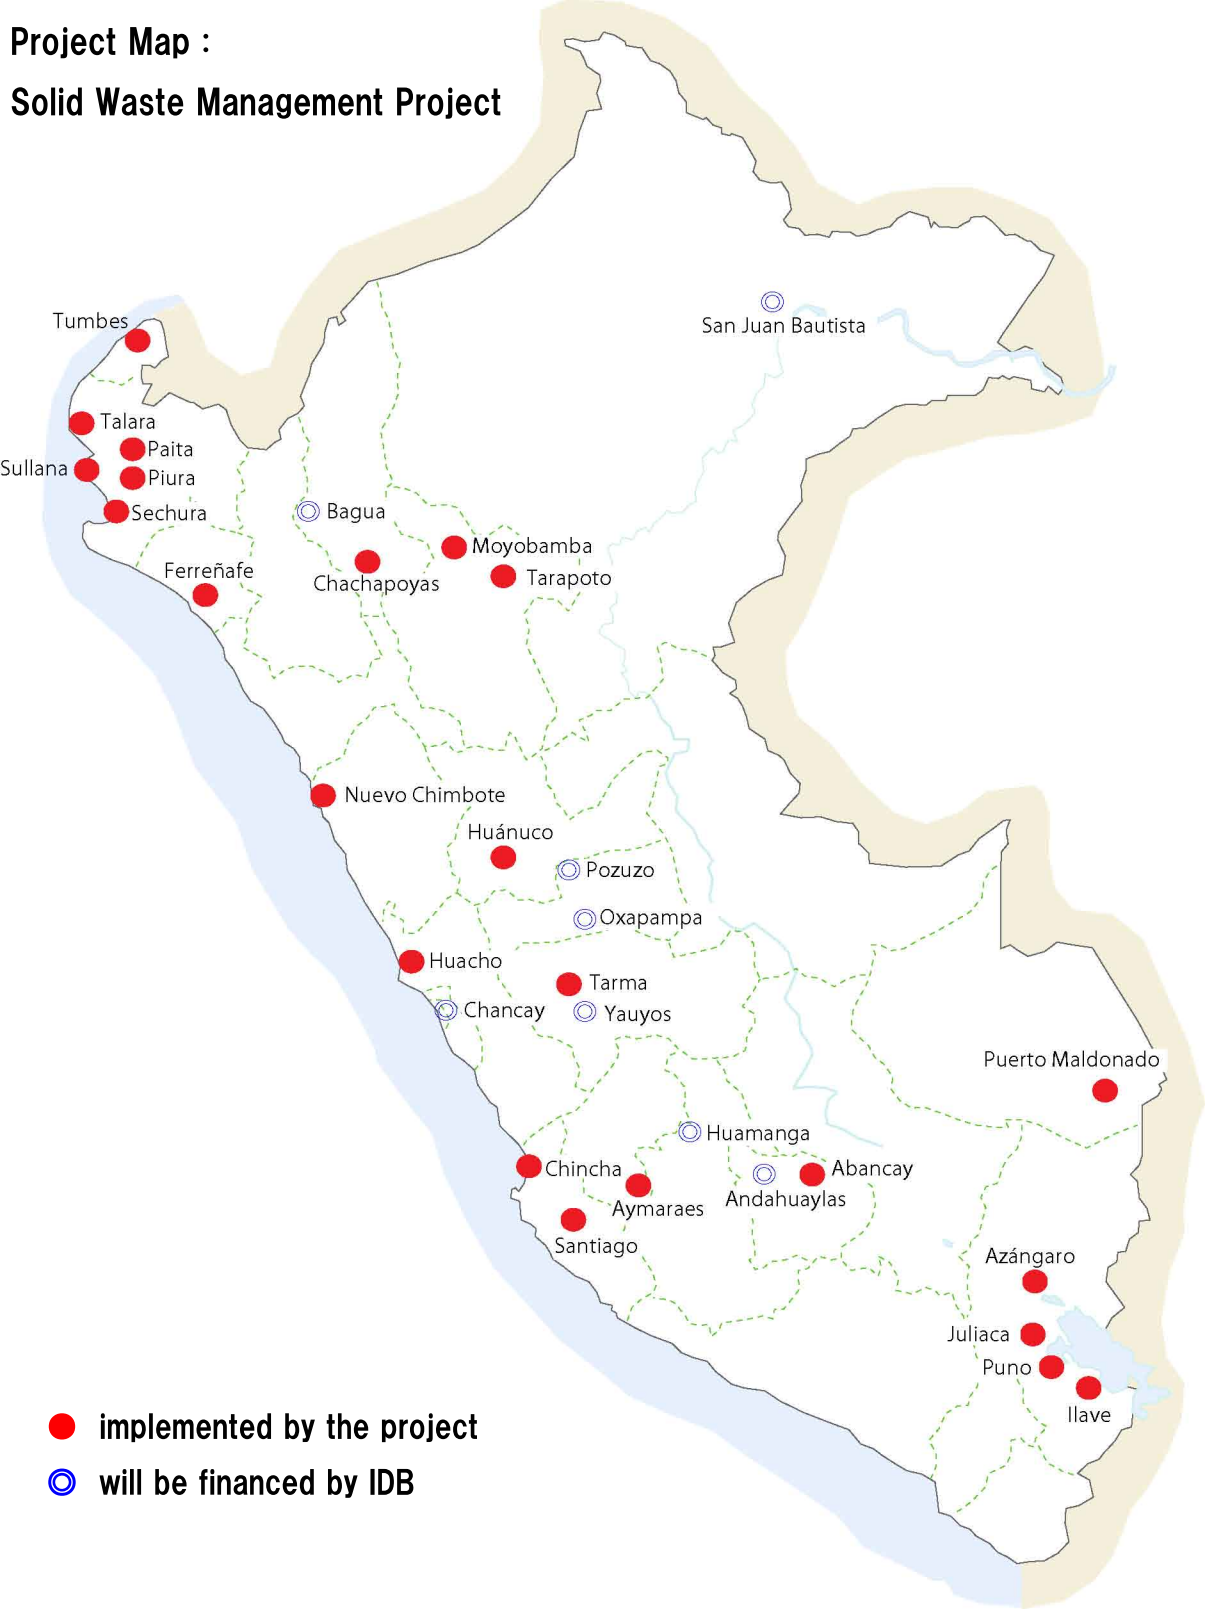 Project Map :
Solid Waste Management Project
San Juan Bautista
Tumbes
Talara
Paita
Sullana
Piura
Sechura
Bagua
Moyobamba
Ferreñafe
Chachapoyas
Tarapoto
Nuevo Chimbote
Huánuco
Pozuzo
Oxapampa
Huacho
Tarma
Chancay
Yauyos
Puerto Maldonado
Huamanga
Chincha
Abancay
Andahuaylas
Aymaraes
Santiago
Azángaro
Juliaca
Puno
Ilave
implemented by the project
will be financed by IDB